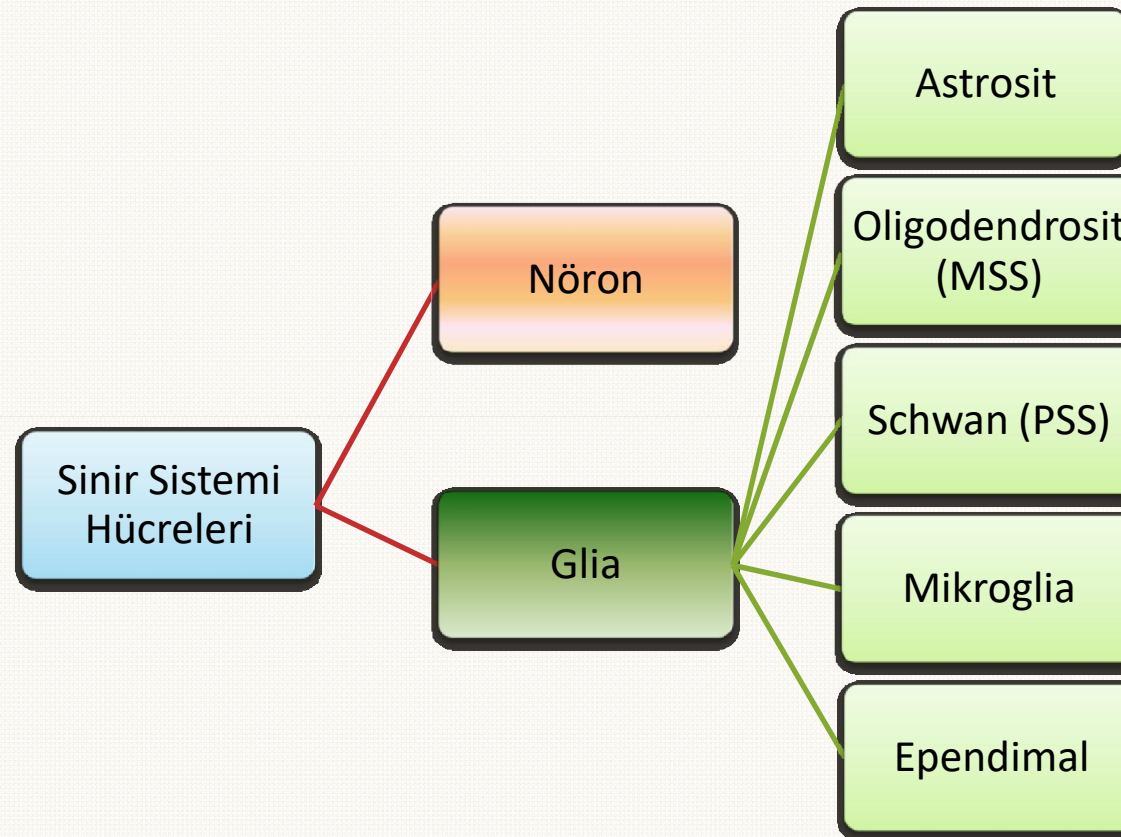 Sinir Sistemi
Hücreleri
Nöron
Glia
Astrosit
Oligodendrosit
(MSS)
Schwan (PSS)
Mikroglia
Ependimal